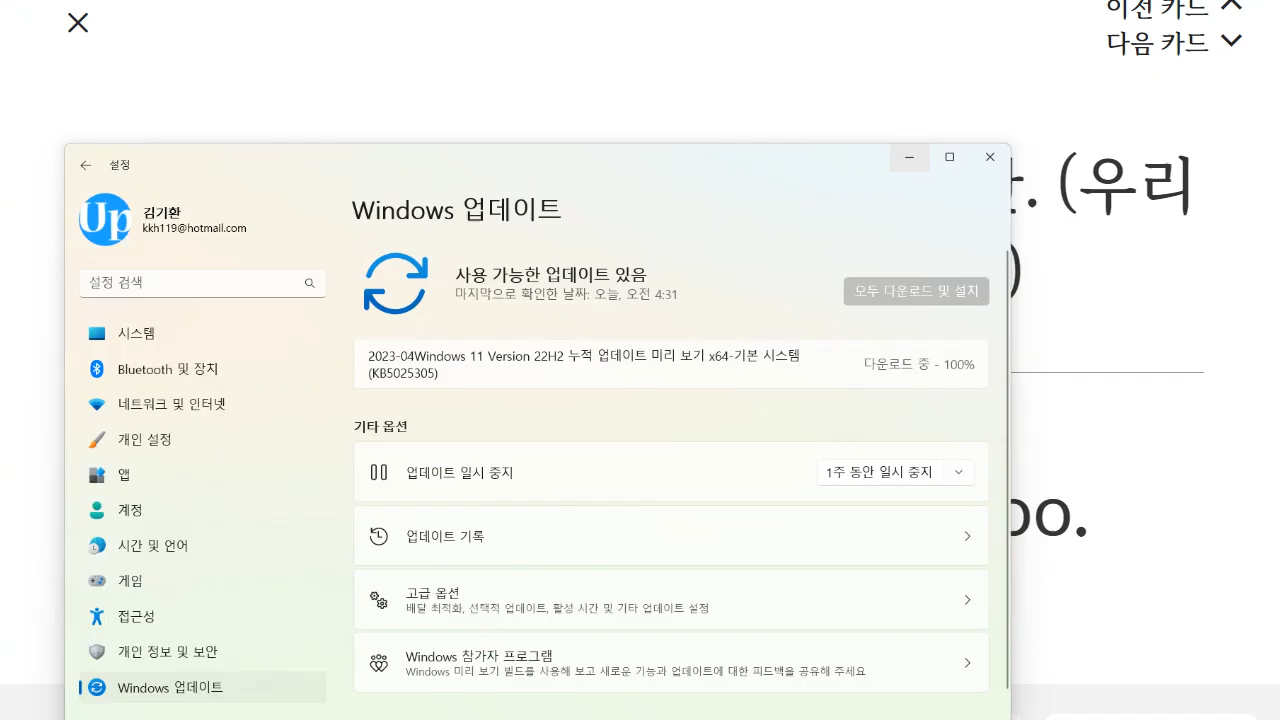 이전 카드
다음 카드
설정
Up
김기환
kkh119@hotmail.com
설정 검색
시스템
Bluetooth 및 장치
네트워크 및 인터넷
개인 설정
앱
계정
시간 및 언어
게임
접근성
개인 정보 및 보안
Windows 업데이트
Windows 업데이트
사용 가능한 업데이트 있음
마지막으로 확인한 날짜: 오늘, 오전 4:31
모두 다운로드 및 설치
2023-04Windows 11 Version 22H2 누적 업데이트 미리 보기 x64-기본 시스템
(KB5025305)
다운로드 중 - 100%
기타 옵션
업데이트 일시 중지
1주 동안 일시 중지
업데이트 기록
고급 옵션
배달 최적화, 선택적 업데이트, 활성 시간 및 기타 업데이트 설정
Windows 참가자 프로그램
Windows 미리 보기 빌드를 사용해 보고 새로운 기능과 업데이트에 대한 피드백을 공유해 주세요
. (우리
)
oo.